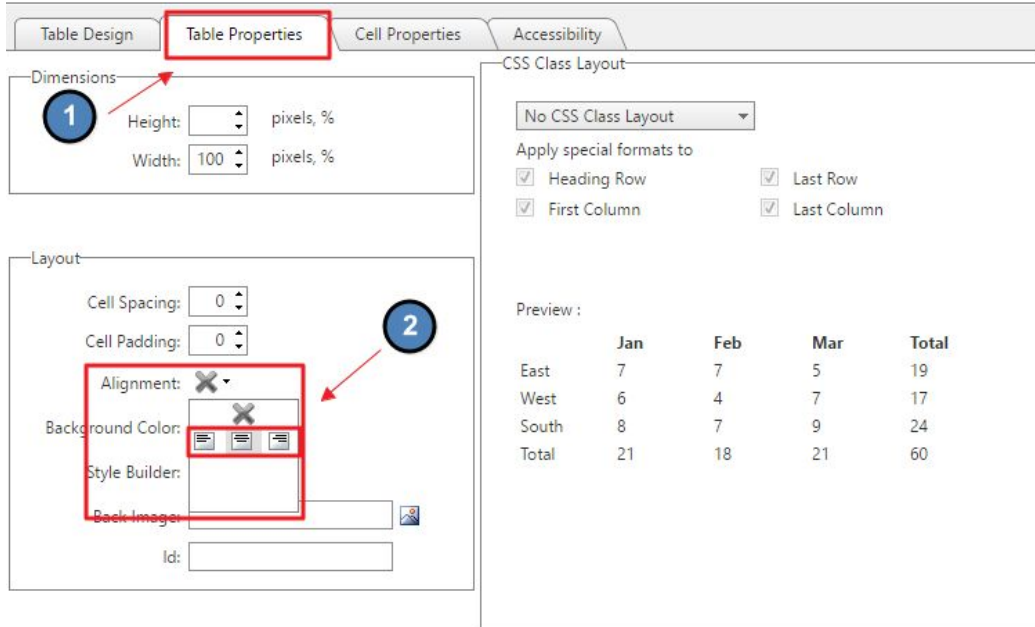 Table Design Table Properties Cell Properties Accessibility
Dimensions
1
Height: pixels, %
Width: 100 pixels, %
Layout
Cell Spacing: 0
Cell Padding: 0
2
Alignment:
Background Color:
Style Builder:
Back Image:
Id:
CSS Class Layout
No CSS Class Layout
Apply special formats to
Heading Row Last Row
First Column Last Column
Preview :
Jan Feb Mar Total
East 7 7 5 19
West 6 4 7 17
South 8 7 9 24
Total 21 18 21 60